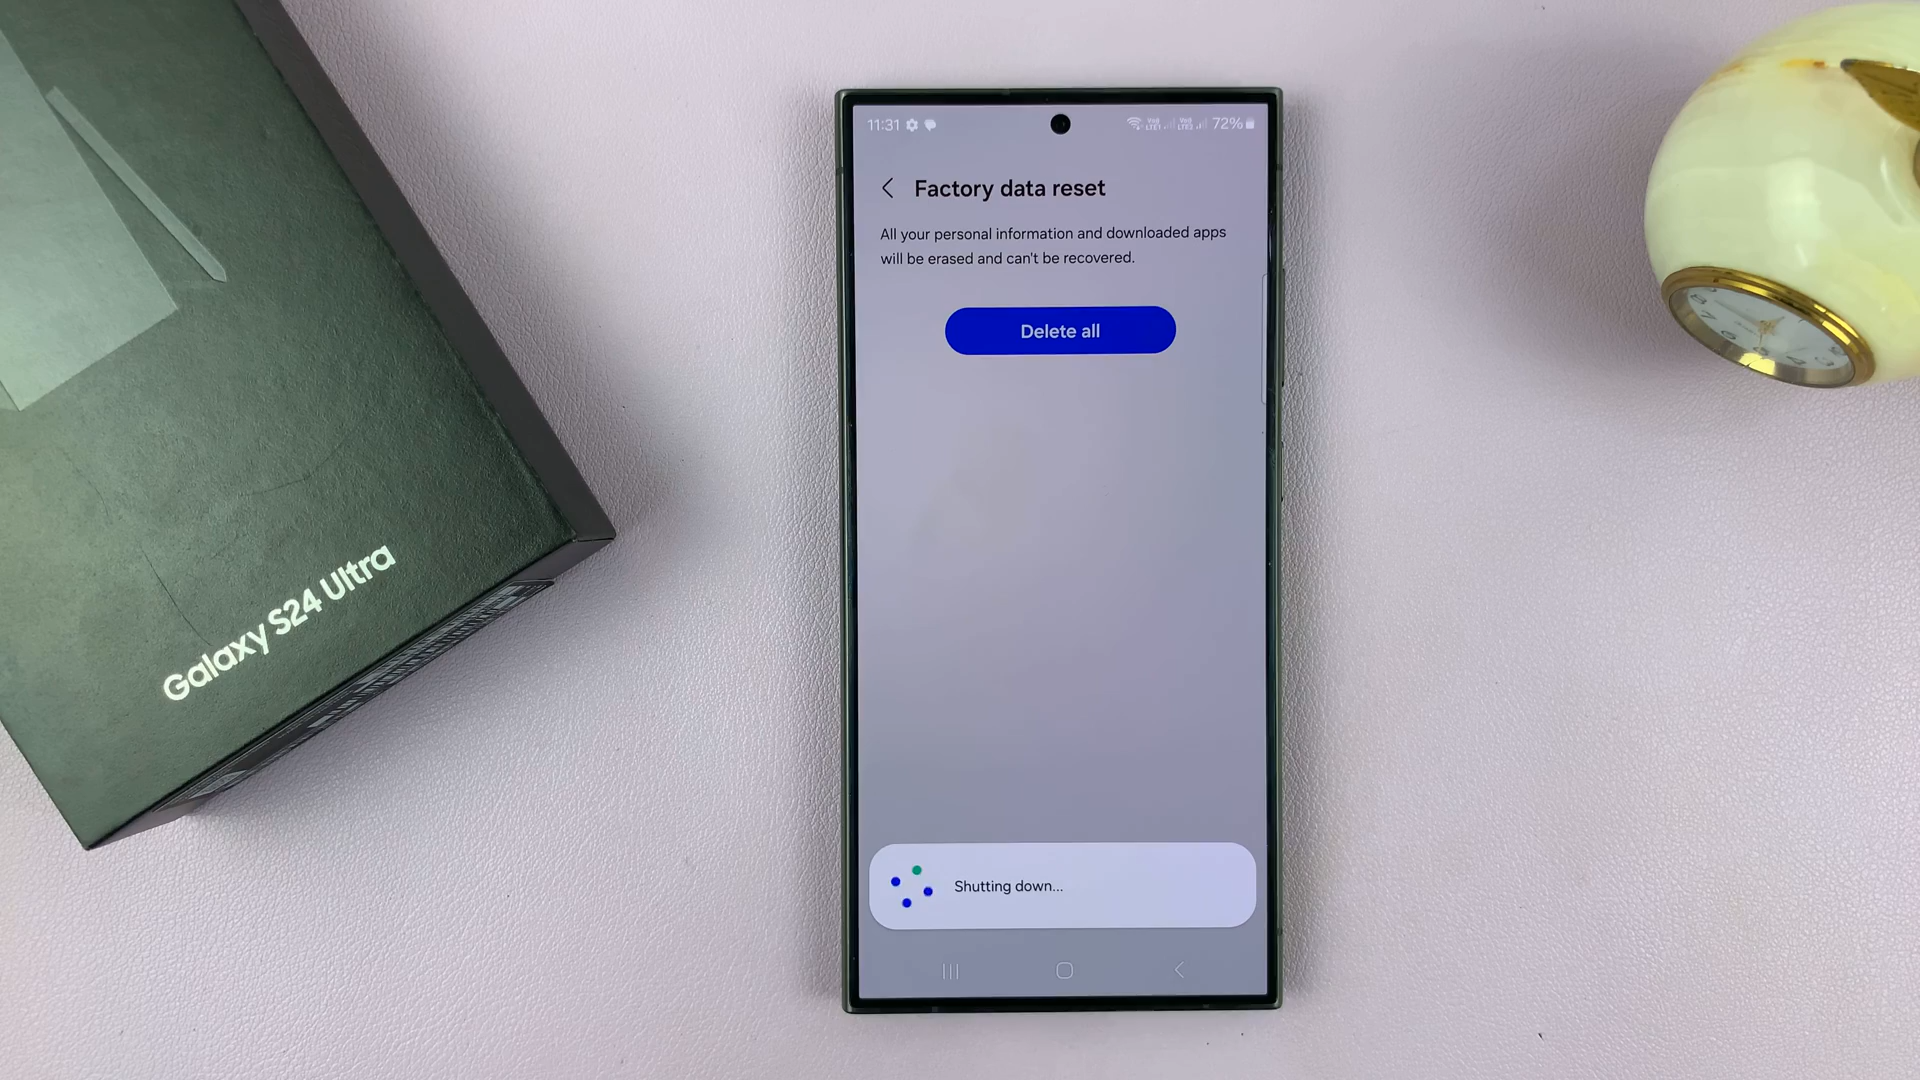 Galaxy S24 Ultra
11:31
72%
Factory data reset
All your personal information and downloaded apps
will be erased and can't be recovered.
Delete all
Shutting down...